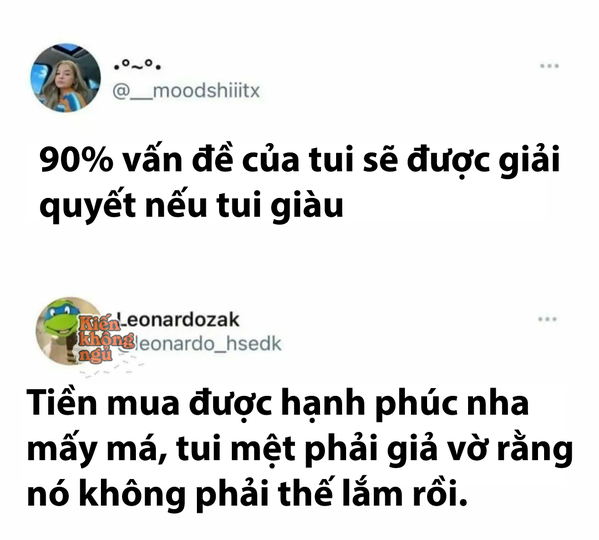 •°~°•
@__moodshiiitx
90% vấn đề của tui sẽ được giải
quyết nếu tui giàu
Leonardozak
leonardo_hsedk
Kiến
không
ngủ
Tiền mua được hạnh phúc nha
mấy má, tui mệt phải giả vờ rằng
nó không phải thế lắm rồi.